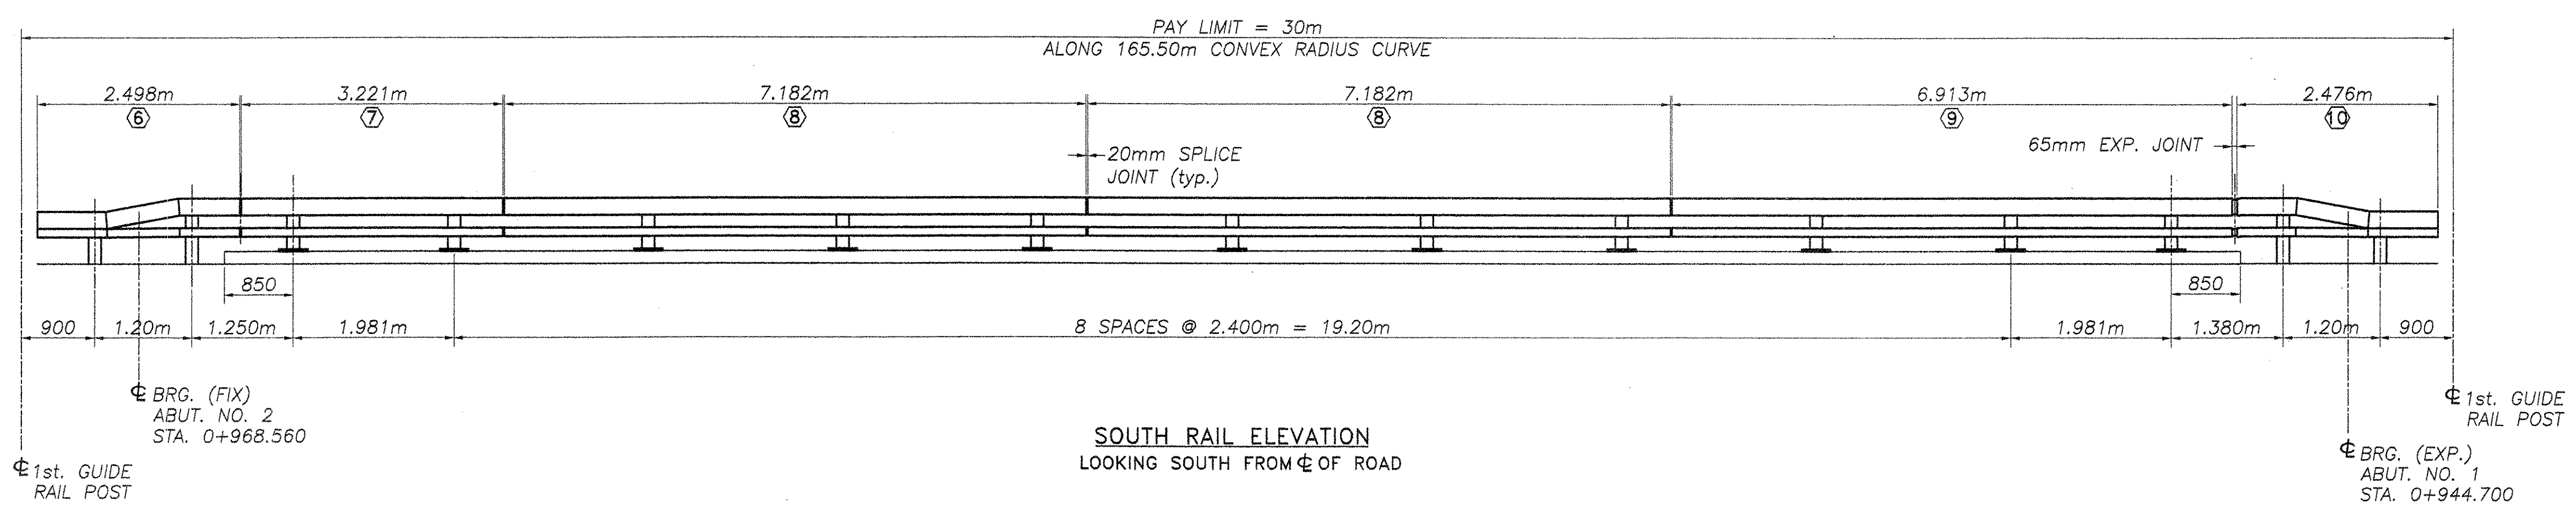 PAY LIMIT = 30m
ALONG 165.50m CONVEX RADIUS CURVE
2.498m
3.221m
7.182m
7.182m
6.913m
2.476m
6
7
8
8
9
10
20mm SPLICE
JOINT (typ.)
65mm EXP. JOINT
850
850
900
1.20m
1.250m
1.981m
8 SPACES @ 2.400m = 19.20m
1.981m
1.380m
1.20m
900
℄ BRG. (FIX)
ABUT. NO. 2
STA. 0+968.560
℄ 1st. GUIDE
RAIL POST
SOUTH RAIL ELEVATION
LOOKING SOUTH FROM ℄ OF ROAD
℄ 1st. GUIDE
RAIL POST
℄ BRG. (EXP.)
ABUT. NO. 1
STA. 0+944.700